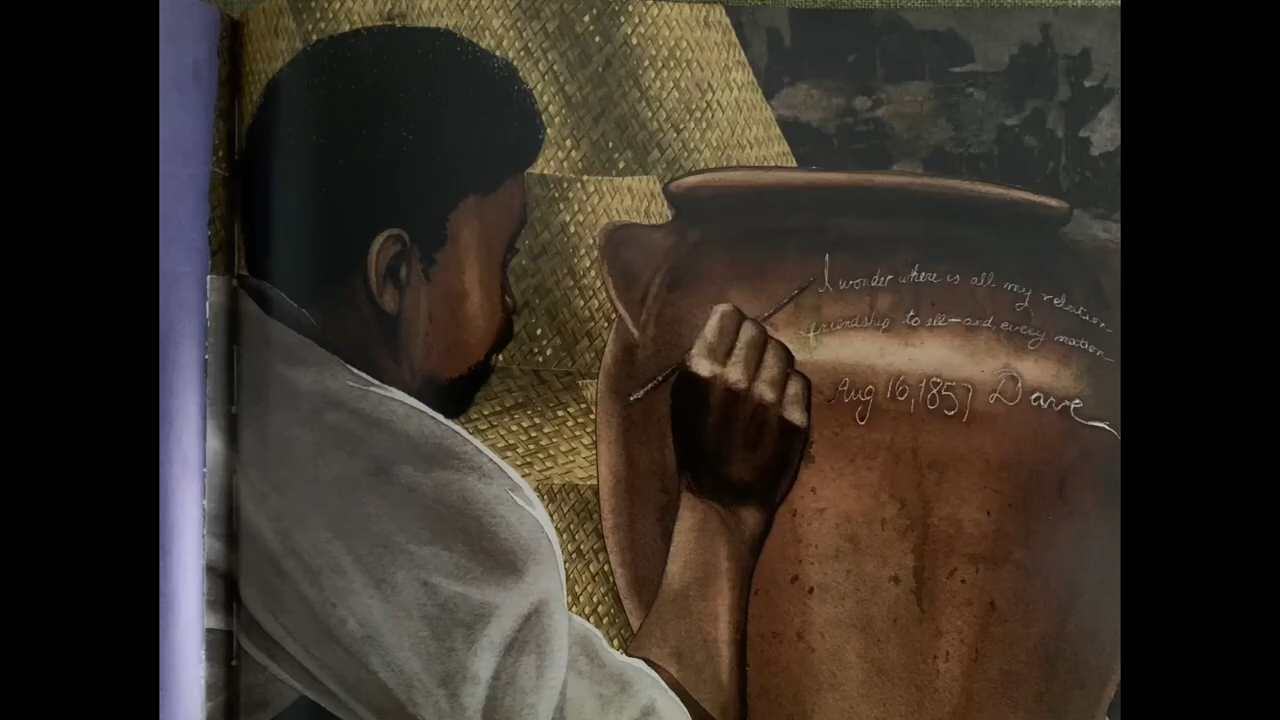 I wonder where is all my relation-
friendship to all—and, every nation—
Aug 16, 1857 Dave